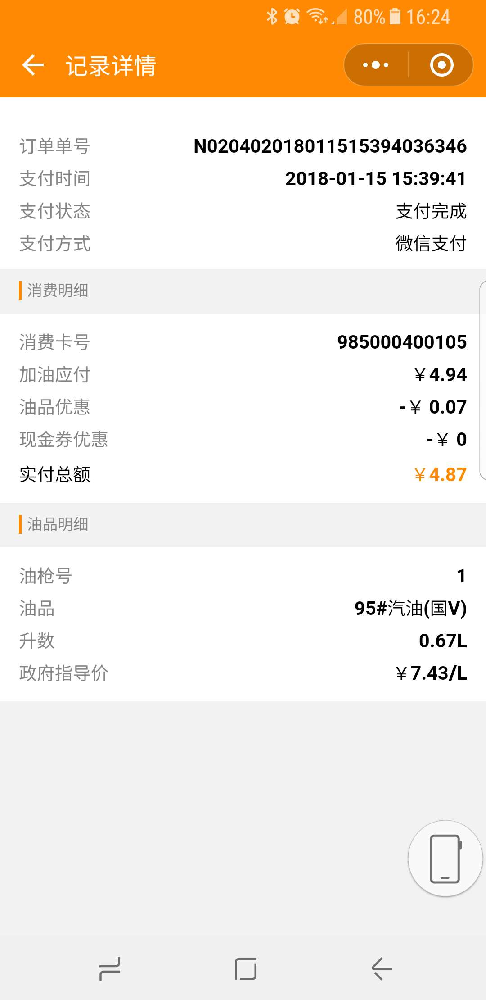 80% 16:24
记录详情
订单单号 N02040201801151539403​6346
支付时间 2018-01-15 15:39:41
支付状态 支付完成
支付方式 微信支付
消费明细
消费卡号 985000400105
加油应付 ￥4.94
油品优惠 -￥ 0.07
现金券优惠 -￥ 0
实付总额 ￥4.87
油品明细
油枪号 1
油品 95#汽油(国V)
升数 0.67L
政府指导价 ￥7.43/L